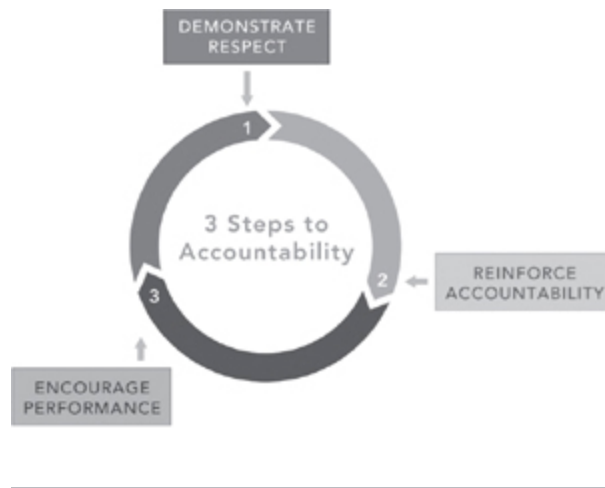 DEMONSTRATE
RESPECT
1
3 Steps to
Accountability
2
REINFORCE
ACCOUNTABILITY
3
ENCOURAGE
PERFORMANCE